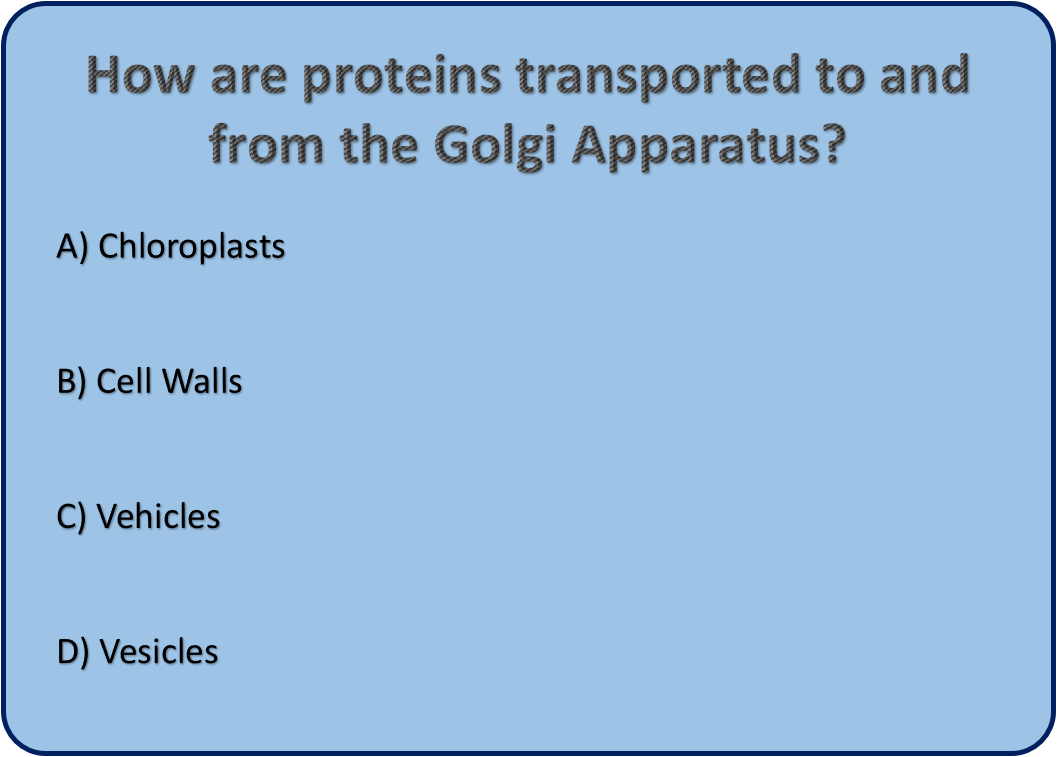 How are proteins transported to and
from the Golgi Apparatus?
A) Chloroplasts
B) Cell Walls
C) Vehicles
D) Vesicles